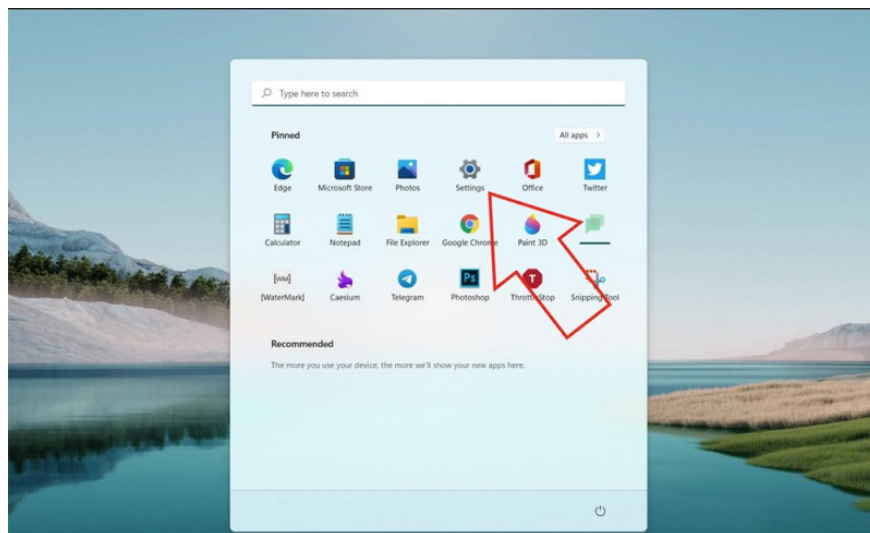 Type here to search
Pinned
All apps >
Edge Microsoft Store Photos Settings Office Twitter
Calculator Notepad File Explorer Google Chrome Paint 3D
[WM] Ps T
[WaterMark] Caesium Telegram Photoshop ThrottleStop Snipping Tool
Recommended
The more you use your device, the more we'll show your new apps here.